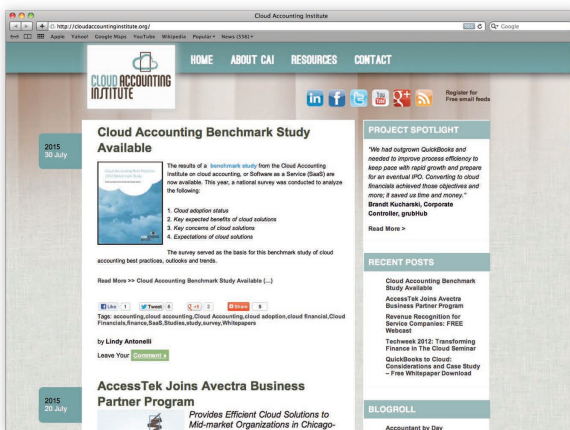 Cloud Accounting Institute
http://cloudaccountinginstitute.org/
Google
Apple Yahoo! Google Maps YouTube Wikipedia Popular News (556)
CLOUD ACCOUNTING
INSTITUTE
HOME ABOUT CAI RESOURCES CONTACT
in f You Tube g+
Register for
Free email feeds
2015
30 July
Cloud Accounting Benchmark Study
Available
The results of a benchmark study from the Cloud Accounting
Institute on cloud accounting, or Software as a Service (SaaS) are
now available. This year, a national survey was conducted to analyze
the following:
1. Cloud adoption status
2. Key expected benefits of cloud solutions
3. Key concerns of cloud solutions
4. Expectations of cloud solutions
The survey served as the basis for this benchmark study of cloud
accounting best practices, outlooks and trends.
Read More >> Cloud Accounting Benchmark Study Available (...)
Like 1 Tweet 6 +1 2 Share 8
Tags: accounting,cloud accounting,Cloud Accounting,cloud adoption,cloud financial,Cloud
Financials,finance,SaaS,Studies,study,survey,Whitepapers
by Lindy Antonelli
Leave Your Comment »
2015
20 July
AccessTek Joins Avectra Business
Partner Program
Provides Efficient Cloud Solutions to
Mid-market Organizations in Chicago-
PROJECT SPOTLIGHT
"We had outgrown QuickBooks and
needed to improve process efficiency to
keep pace with rapid growth and prepare
for an eventual IPO. Converting to cloud
financials achieved those objectives and
more; it saved us time and money."
Brandt Kucharski, Corporate
Controller, grubHub
Read More >
RECENT POSTS
Cloud Accounting Benchmark
Study Available
AccessTek Joins Avectra
Business Partner Program
Revenue Recognition for
Service Companies: FREE
Webcast
Techweek 2012: Transforming
Finance in The Cloud Seminar
QuickBooks to Cloud:
Considerations and Case Study
– Free Whitepaper Download
BLOGROLL
Accountant by Day